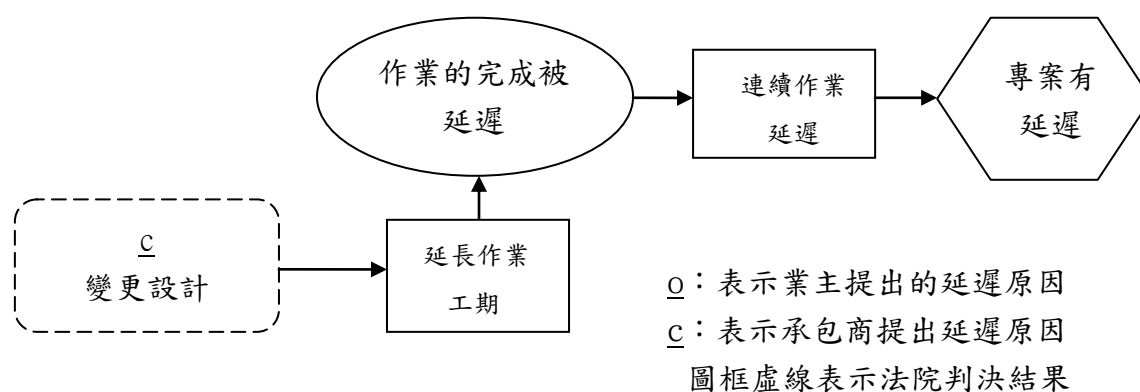 作業的完成被
延遲
連續作業
延遲
專案有
延遲
c
變更設計
延長作業
工期
o：表示業主提出的延遲原因
c：表示承包商提出延遲原因
圖框虛線表示法院判決結果